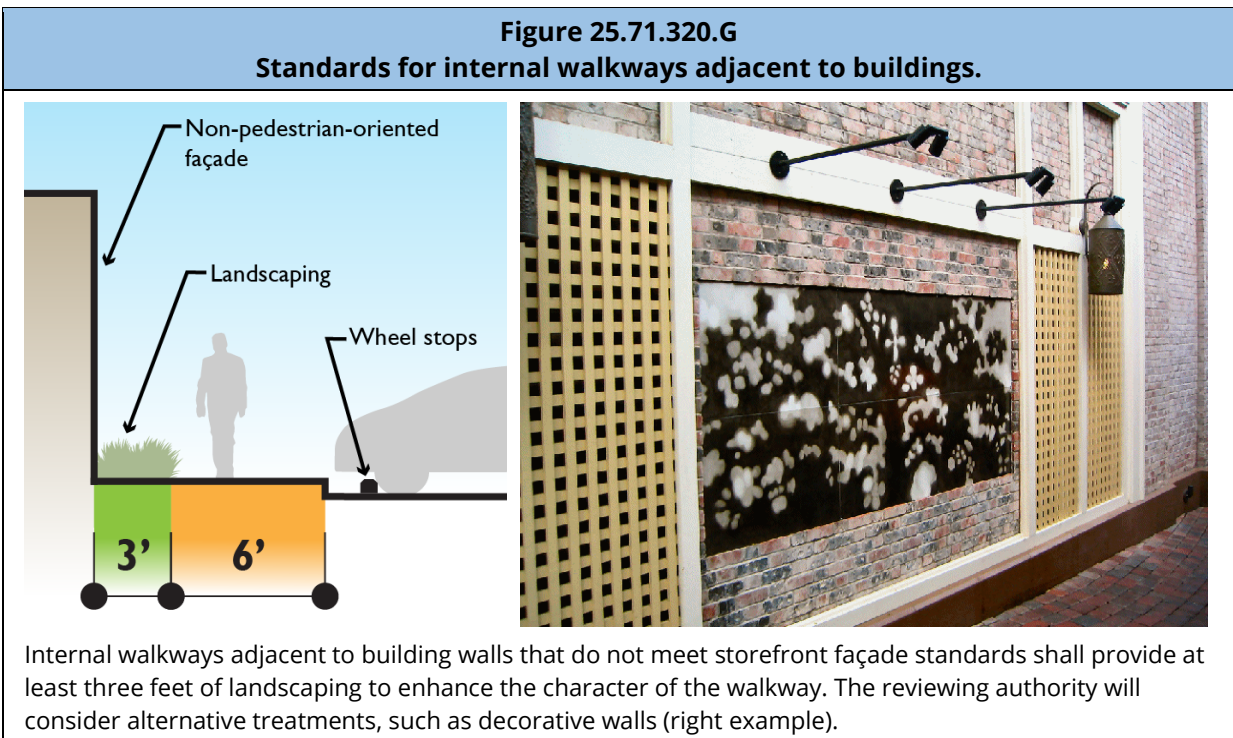 Figure 25.71.320.G
Standards for internal walkways adjacent to buildings.
Non-pedestrian-oriented
façade
Landscaping
Wheel stops
3’
6’
Internal walkways adjacent to building walls that do not meet storefront façade standards shall provide at
least three feet of landscaping to enhance the character of the walkway. The reviewing authority will
consider alternative treatments, such as decorative walls (right example).